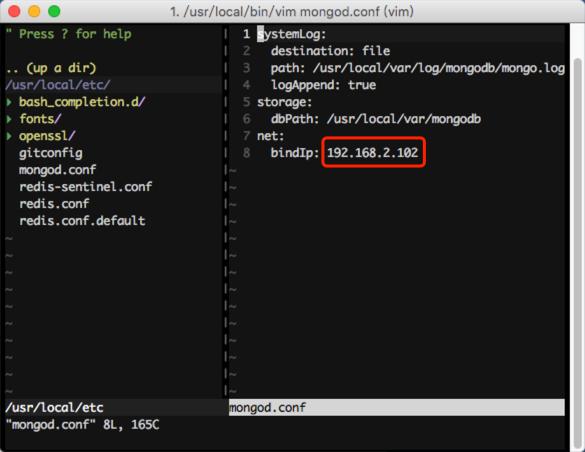 1. /usr/local/bin/vim mongod.conf (vim)
" Press ? for help
.. (up a dir)
/usr/local/etc/
▸ bash_completion.d/
▸ fonts/
▸ openssl/
gitconfig
mongod.conf
redis-sentinel.conf
redis.conf
redis.conf.default
~
~
~
~
~
~
~
~
~
~
/usr/local/etc
1 systemLog:
2 destination: file
3 path: /usr/local/var/log/mongodb/mongo.log
4 logAppend: true
5 storage:
6 dbPath: /usr/local/var/mongodb
7 net:
8 bindIp: 192.168.2.102
~
~
~
~
~
~
~
~
~
~
~
~
~
~
mongod.conf
"mongod.conf" 8L, 165C